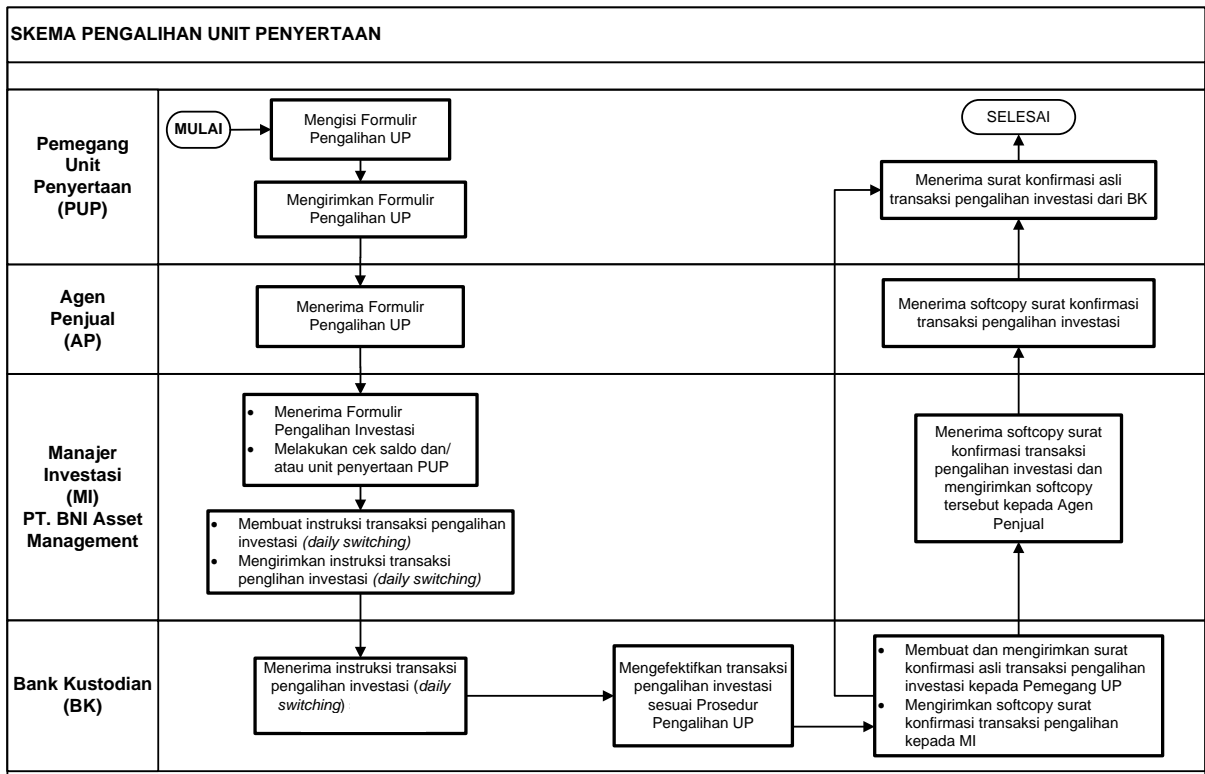 SKEMA PENGALIHAN UNIT PENYERTAAN
Pemegang
Unit
Penyertaan
(PUP)
MULAI
Mengisi Formulir
Pengalihan UP
Mengirimkan Formulir
Pengalihan UP
SELESAI
Menerima surat konfirmasi asli
transaksi pengalihan investasi dari BK
Agen
Penjual
(AP)
Menerima Formulir
Pengalihan UP
Menerima softcopy surat konfirmasi
transaksi pengalihan investasi
Manajer
Investasi
(MI)
PT. BNI Asset
Management
• Menerima Formulir
Pengalihan Investasi
• Melakukan cek saldo dan/
atau unit penyertaan PUP
• Membuat instruksi transaksi pengalihan
investasi (daily switching)
• Mengirimkan instruksi transaksi
penglihan investasi (daily switching)
Menerima softcopy surat
konfirmasi transaksi
pengalihan investasi dan
mengirimkan softcopy
tersebut kepada Agen
Penjual
Bank Kustodian
(BK)
Menerima instruksi transaksi
pengalihan investasi (daily
switching)
Mengefektifkan transaksi
pengalihan investasi
sesuai Prosedur
Pengalihan UP
• Membuat dan mengirimkan surat
konfirmasi asli transaksi pengalihan
investasi kepada Pemegang UP
• Mengirimkan softcopy surat
konfirmasi transaksi pengalihan
kepada MI